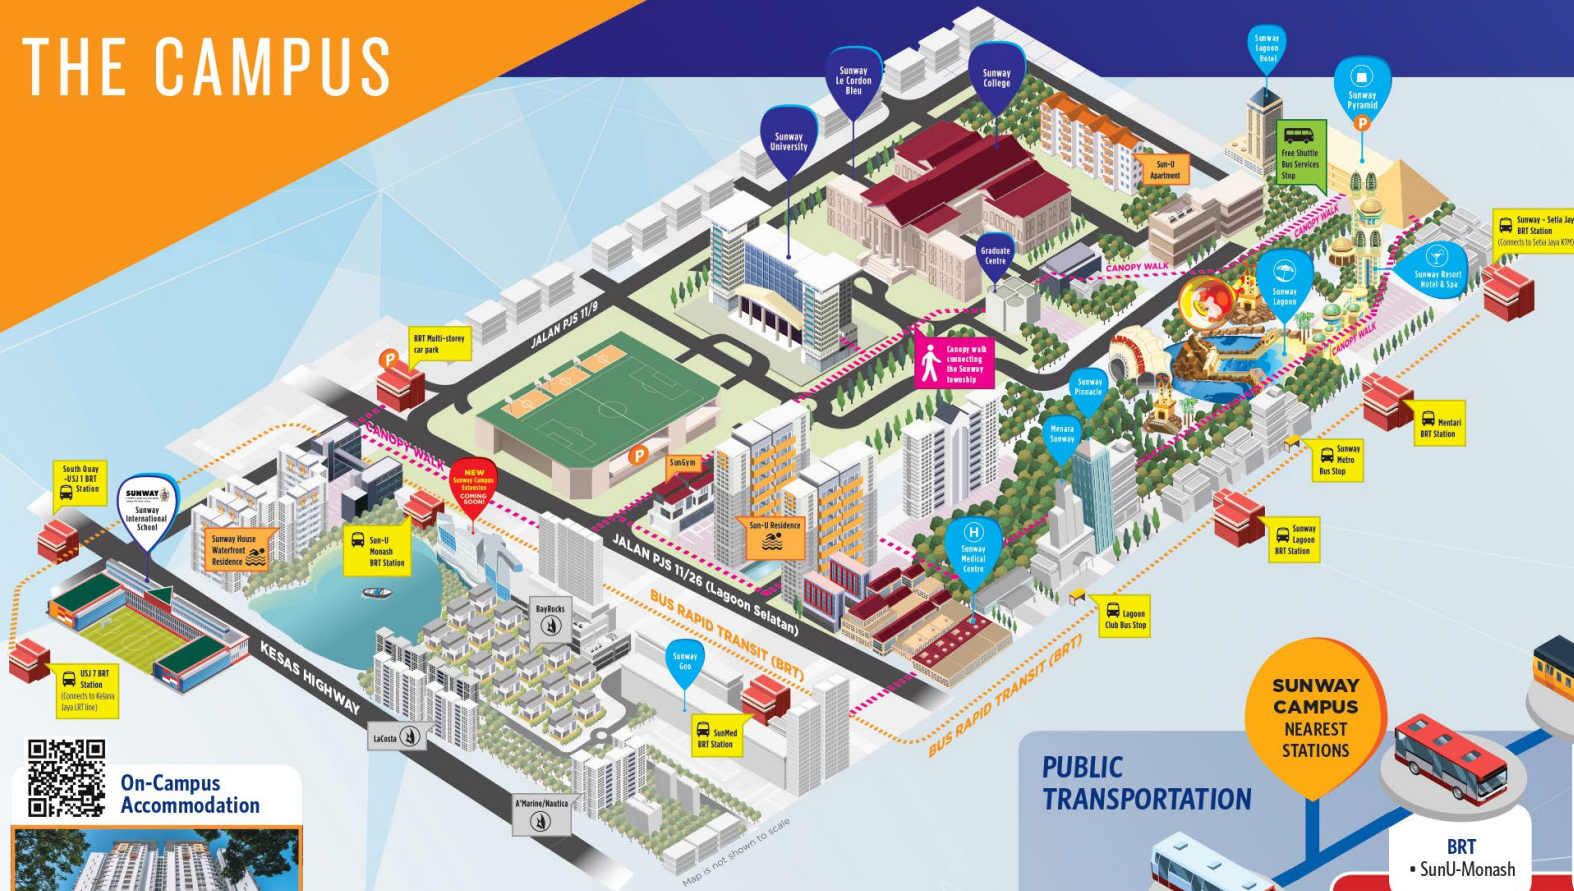 THE CAMPUS
Sunway
Lagoon
Hotel
Sunway
Le Cordon
Bleu
Sunway
College
Sunway
Pyramid
P
Sunway
University
Free Shuttle
Bus Services
Stop
Sun-U
Apartment
CANOPY WALK
Sunway - Setia Jay
BRT Station
(Connects to Setia Jaya KTM)
Graduate
Centre
CANOPY WALK
Sunway Resort
Hotel & Spa
Sunway
Lagoon
JALAN PJS 11/9
BRT Multi-storey
car park
P
Canopy walk
connecting
the Sunway
township
CANOPY WALK
Sunway
Pinnacle
Menara
Sunway
Mentari
BRT Station
CANOPY WALK
P
SunGym
Sunway
Metro
Bus Stop
NEW
Sunway Campus
Extension
COMING
SOON!
South Quay
-USJ 1 BRT
Station
SUNWAY
Sunway
International
School
Sunway House
Waterfront
Residence
Sun-U
Monash
BRT Station
Sun-U Residence
H
Sunway
Medical
Centre
Sunway
Lagoon
BRT Station
JALAN PJS 11/26 (Lagoon Selatan)
BUS RAPID TRANSIT (BRT)
BayRocks
Lagoon
Club Bus Stop
KESAS HIGHWAY
Sunway
Geo
BUS RAPID TRANSIT (BRT)
USJ 7 BRT
Station
(Connects to Kelana
Jaya LRT line)
LaCosta
SunMed
BRT Station
A'Marine/Nautica
Map is not shown to scale
On-Campus
Accommodation
PUBLIC
TRANSPORTATION
SUNWAY
CAMPUS
NEAREST
STATIONS
BRT
• SunU-Monash